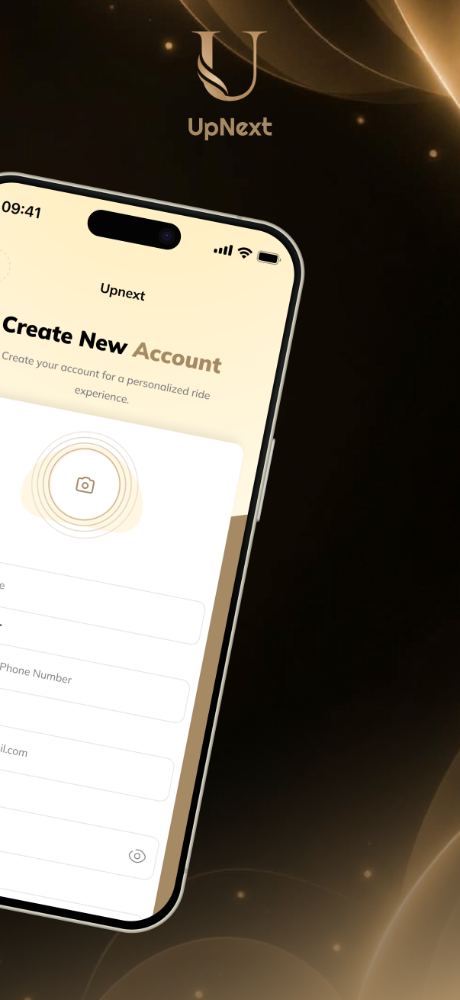 U
UpNext
09:41
Upnext
Create New Account
Create your account for a personalized ride
experience.
Phone Number